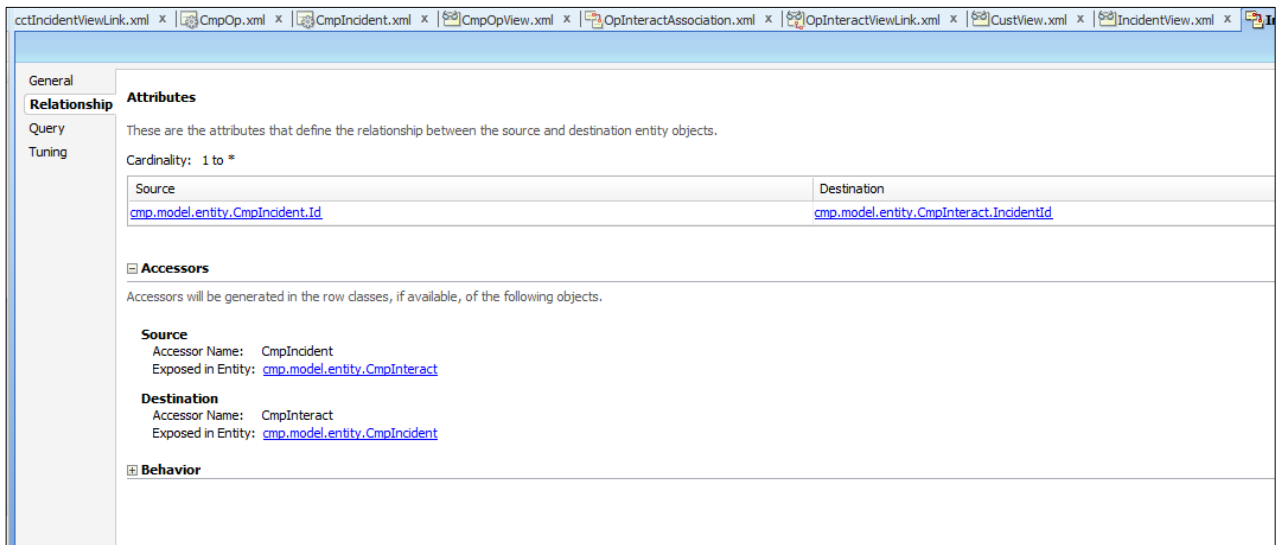 cctIncidentViewLink.xml x CmpOp.xml x CmpIncident.xml x CmpOpView.xml x OpInteractAssociation.xml x OpInteractViewLink.xml x CustView.xml x IncidentView.xml x
General
Relationship
Query
Tuning
Attributes
These are the attributes that define the relationship between the source and destination entity objects.
Cardinality: 1 to *
Source Destination
cmp.model.entity.CmpIncident.Id cmp.model.entity.CmpInteract.IncidentId
Accessors
Accessors will be generated in the row classes, if available, of the following objects.
Source
Accessor Name: CmpIncident
Exposed in Entity: cmp.model.entity.CmpInteract
Destination
Accessor Name: CmpInteract
Exposed in Entity: cmp.model.entity.CmpIncident
Behavior